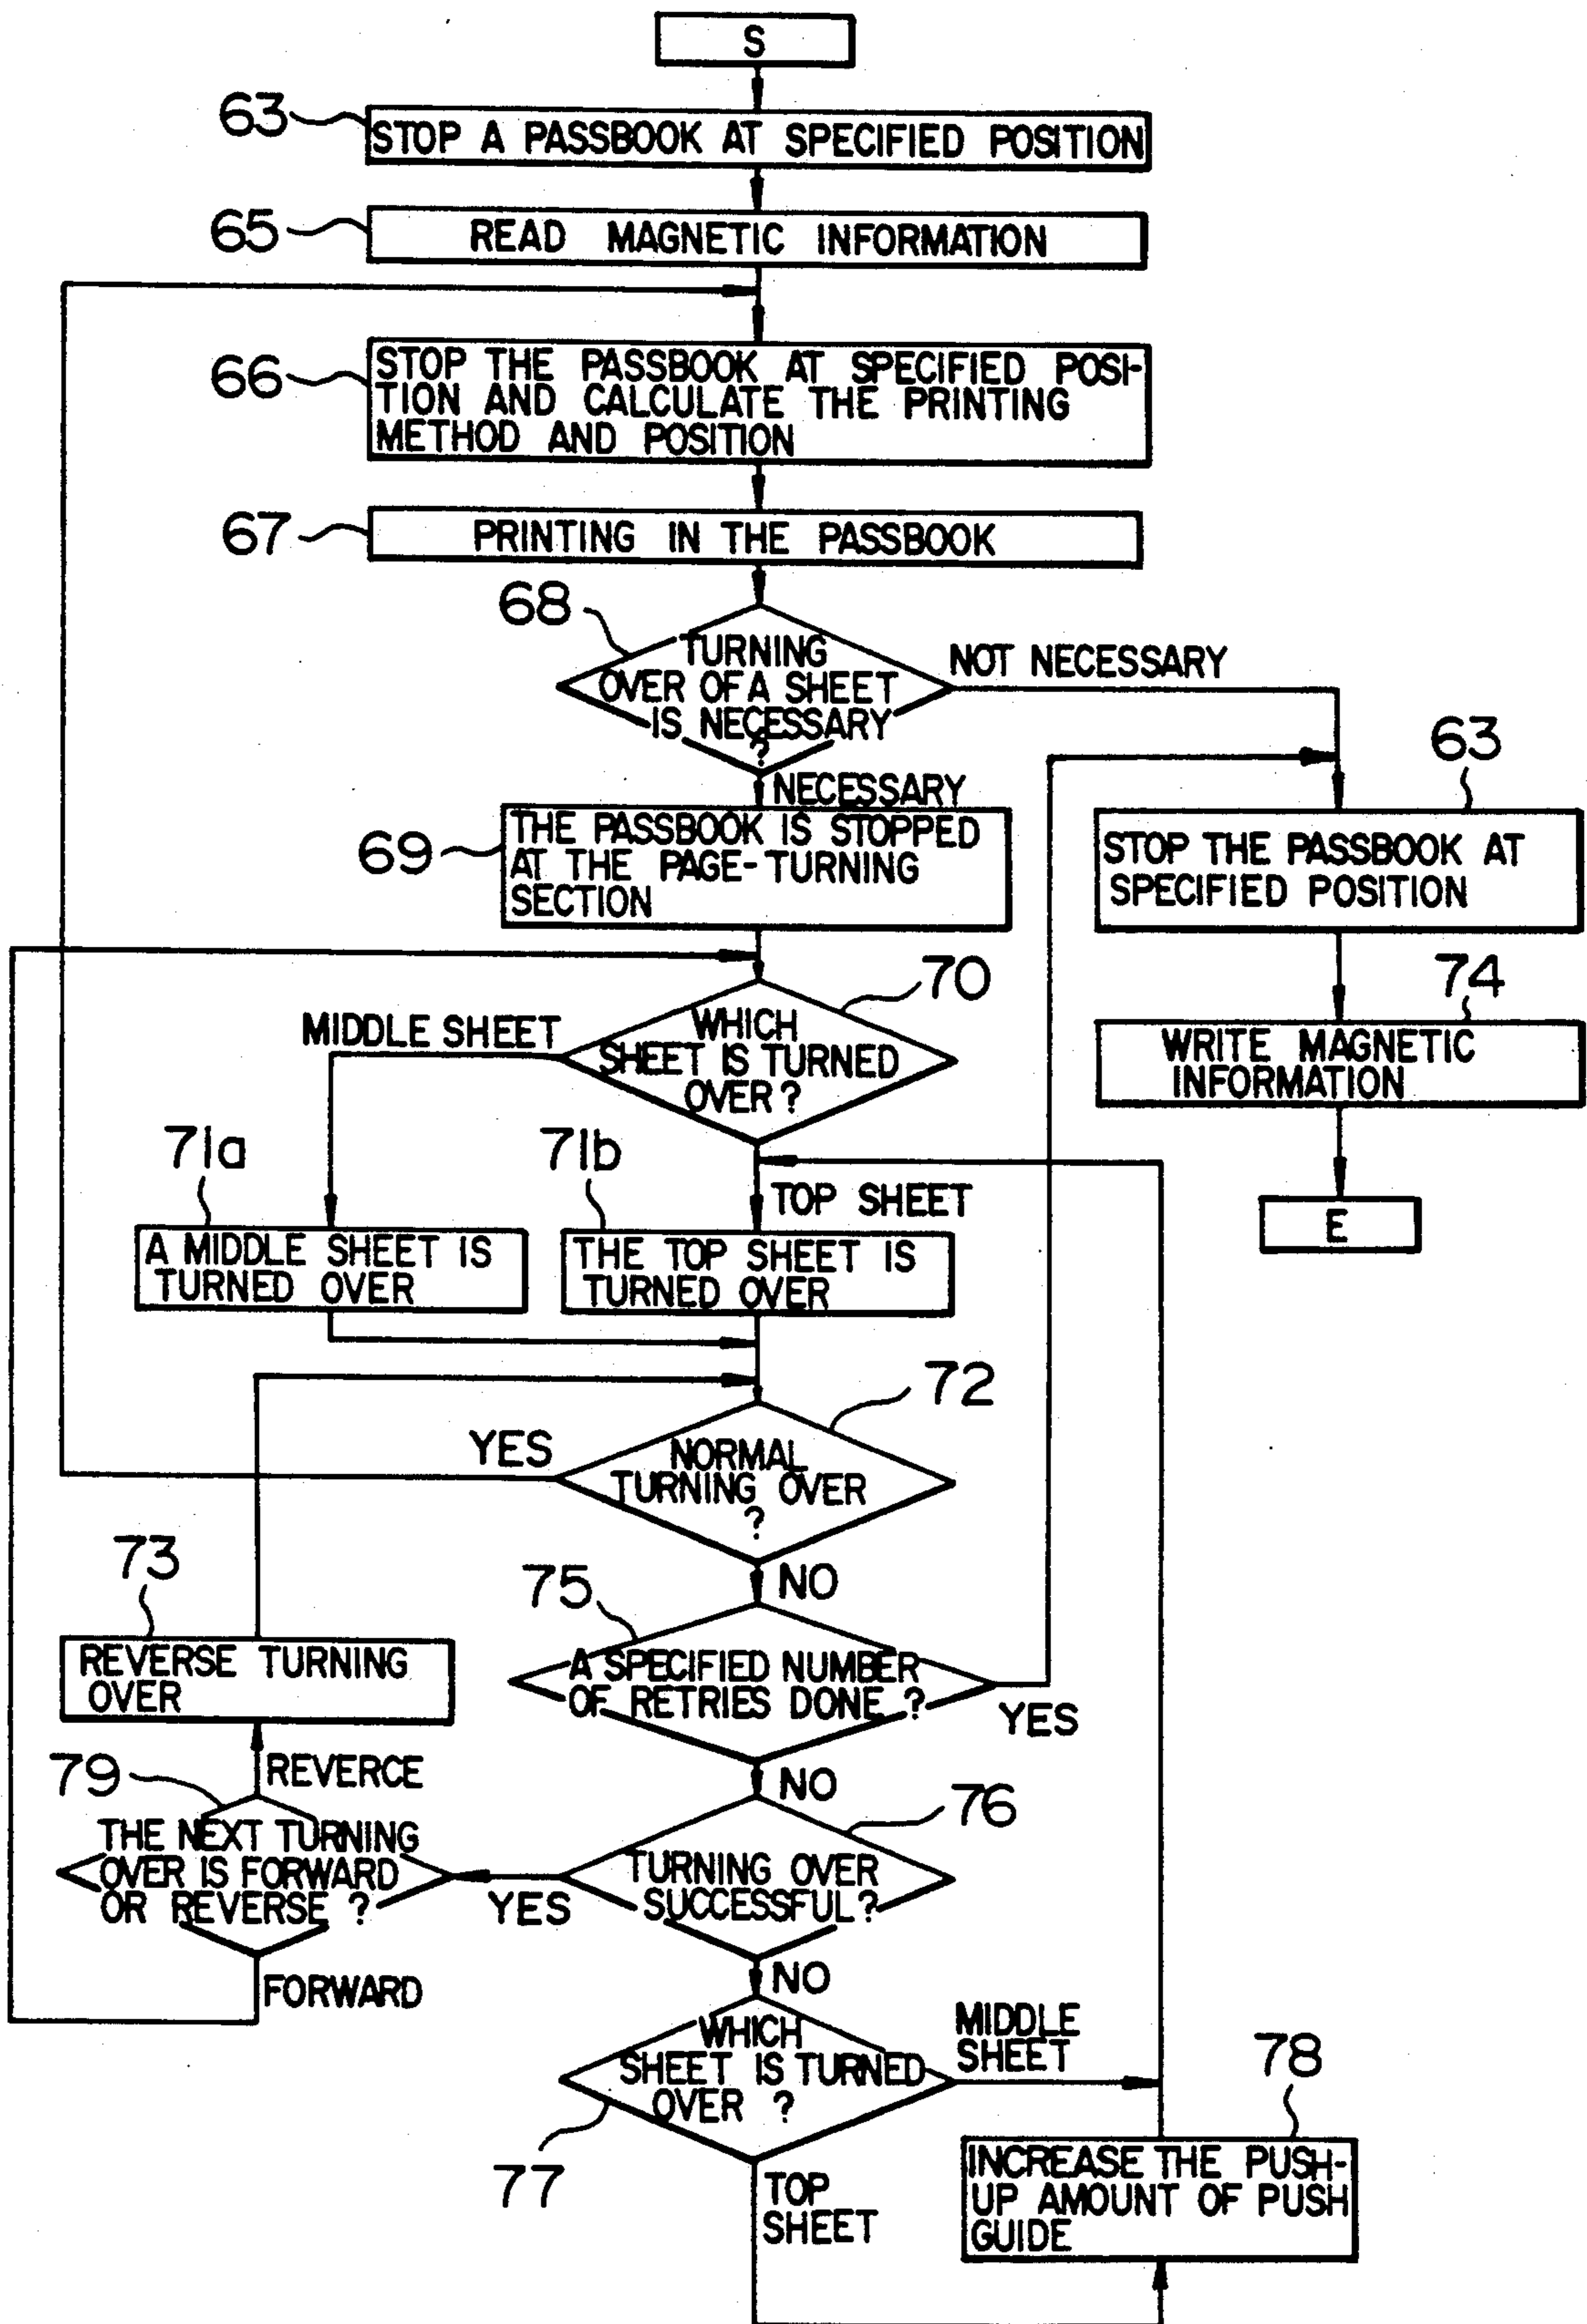 S
63
STOP A PASSBOOK AT SPECIFIED POSITION
65
READ MAGNETIC INFORMATION
66
STOP THE PASSBOOK AT SPECIFIED POSI-
TION AND CALCULATE THE PRINTING
METHOD AND POSITION
67
PRINTING IN THE PASSBOOK
68
TURNING
OVER OF A SHEET
IS NECESSARY
?
NOT NECESSARY
NECESSARY
63
STOP THE PASSBOOK AT
SPECIFIED POSITION
69
THE PASSBOOK IS STOPPED
AT THE PAGE-TURNING
SECTION
74
WRITE MAGNETIC
INFORMATION
E
70
WHICH
SHEET IS TURNED
OVER?
MIDDLE SHEET
TOP SHEET
71a
A MIDDLE SHEET IS
TURNED OVER
71b
THE TOP SHEET IS
TURNED OVER
72
NORMAL
TURNING OVER
?
YES
NO
73
REVERSE TURNING
OVER
75
A SPECIFIED NUMBER
OF RETRIES DONE ?
YES
NO
79
REVERCE
THE NEXT TURNING
OVER IS FORWARD
OR REVERSE ?
FORWARD
76
TURNING OVER
SUCCESSFUL?
YES
NO
WHICH
SHEET IS TURNED
OVER ?
77
MIDDLE
SHEET
TOP
SHEET
78
INCREASE THE PUSH-
UP AMOUNT OF PUSH
GUIDE